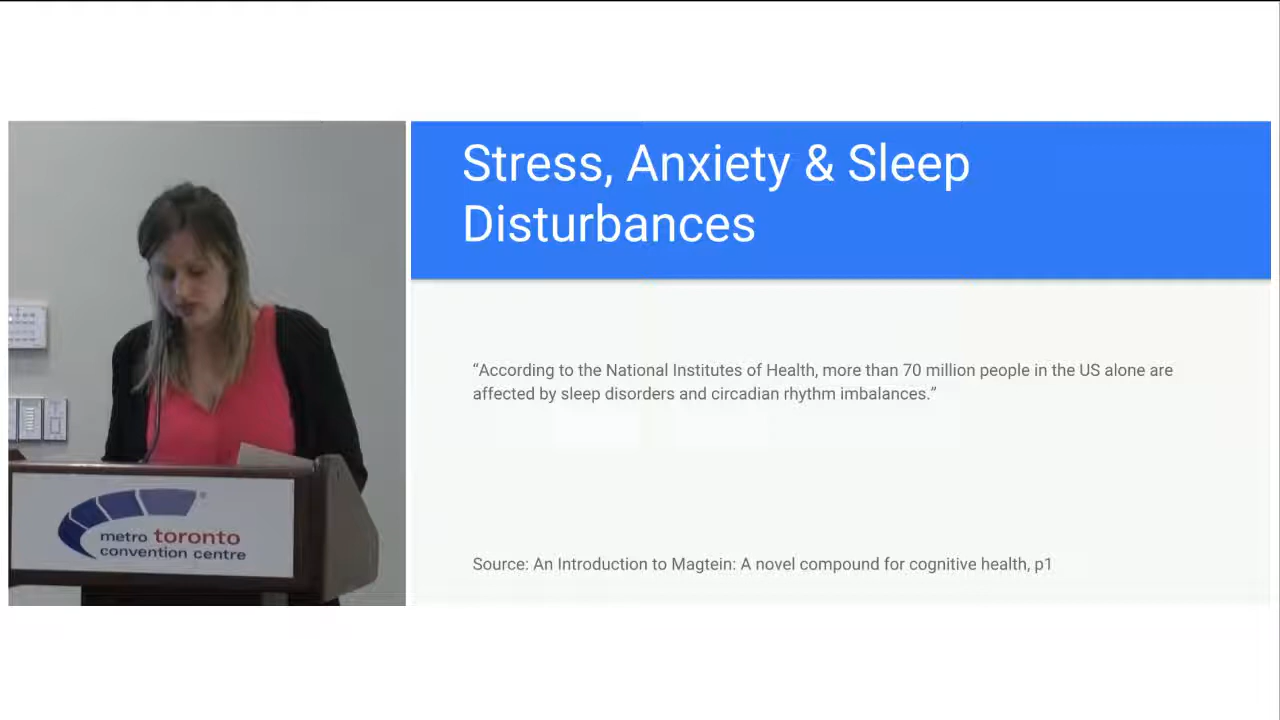 Stress, Anxiety & Sleep
Disturbances
“According to the National Institutes of Health, more than 70 million people in the US alone are
affected by sleep disorders and circadian rhythm imbalances.”
Source: An Introduction to Magtein: A novel compound for cognitive health, p1
metro toronto
convention centre